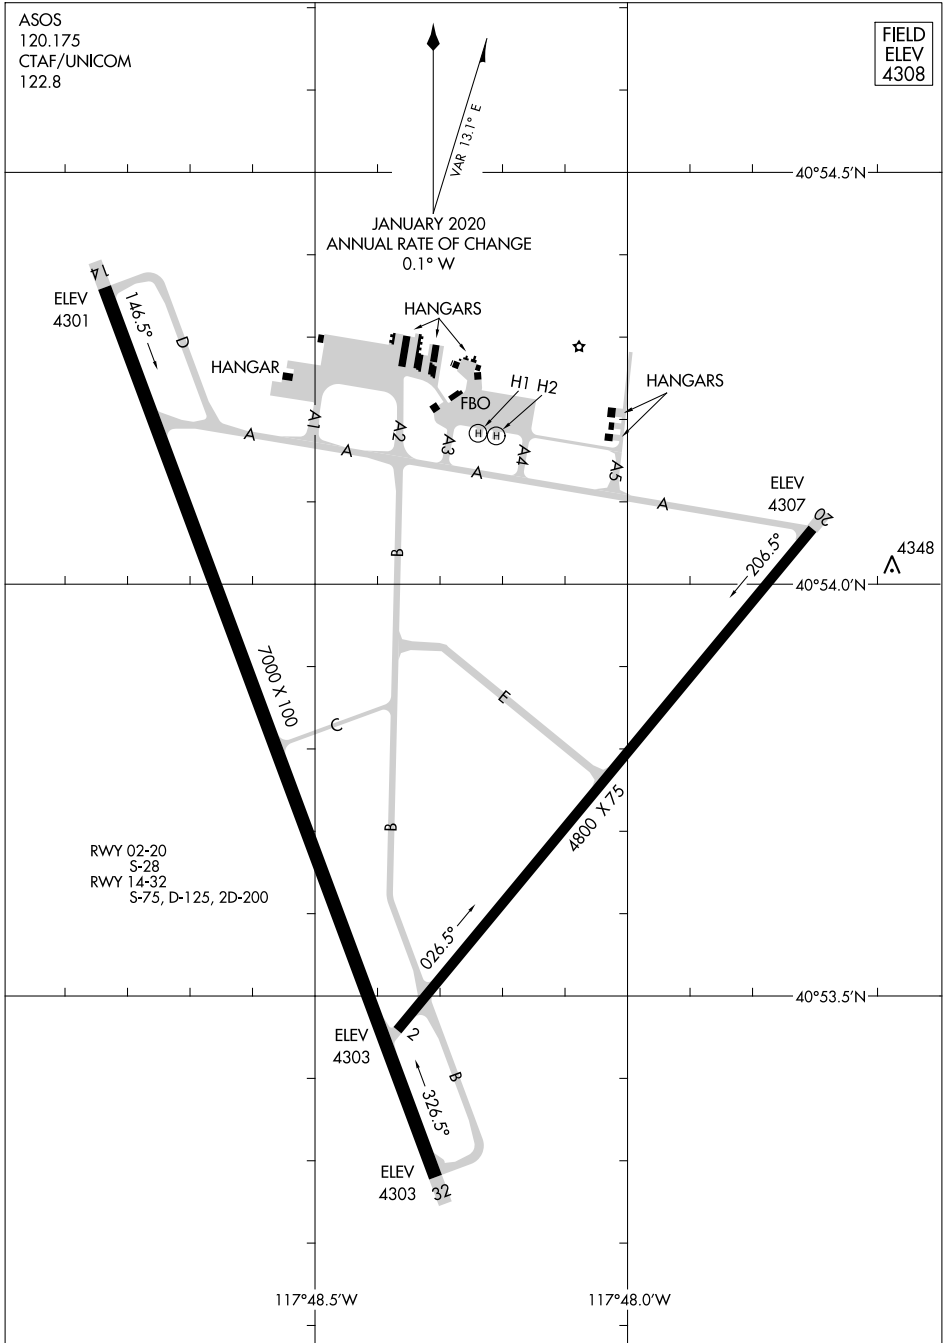 ASOS
120.175
CTAF/UNICOM
122.8
FIELD
ELEV
4308
VAR 13.1° E
40°54.5'N
JANUARY 2020
ANNUAL RATE OF CHANGE
0.1° W
14
ELEV
4301
146.5°
HANGARS
D
HANGAR
H1 H2
HANGARS
FBO
A1
A2
A3
A4
A5
H
H
A
A
A
A
ELEV
4307
20
206.5°
4348
40°54.0'N
B
7000 X 100
C
E
4800 X 75
B
RWY 02-20
S-28
RWY 14-32
S-75, D-125, 2D-200
026.5°
40°53.5'N
ELEV
4303
2
B
326.5°
ELEV
4303
32
117°48.5'W
117°48.0'W